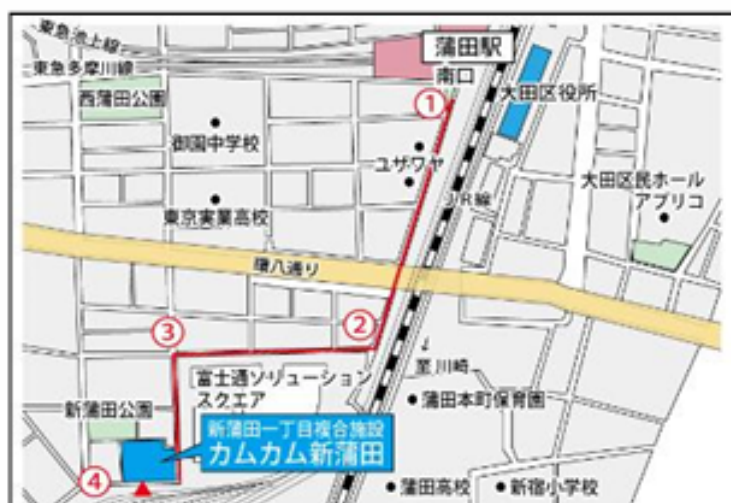 東急池上線
東急多摩川線
西蒲田公園
御園中学校
東京実業高校
蒲田駅
南口
①
ユザワヤ
大田区役所
JR線
大田区民ホール
アプリコ
環八通り
②
③
至川崎
富士通ソリューション
スクエア
蒲田本町保育園
新蒲田公園
新蒲田一丁目複合施設
カムカム新蒲田
④
蒲田高校
新宿小学校